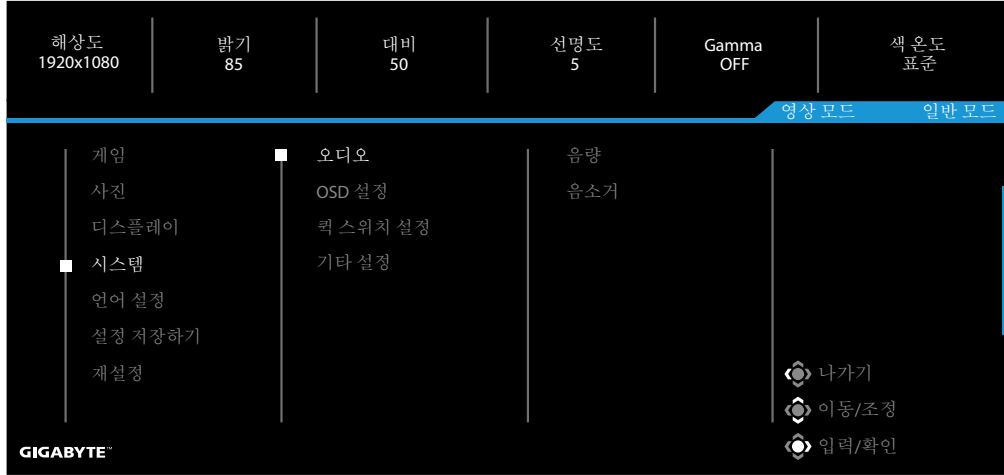 해상도
1920x1080
밝기
85
대비
50
선명도
5
Gamma
OFF
색 온도
표준
영상 모드 일반 모드
게임
사진
디스플레이
시스템
언어 설정
설정 저장하기
재설정
오디오
OSD 설정
퀵 스위치 설정
기타 설정
음량
음소거
나가기
이동/조정
입력/확인
GIGABYTE™